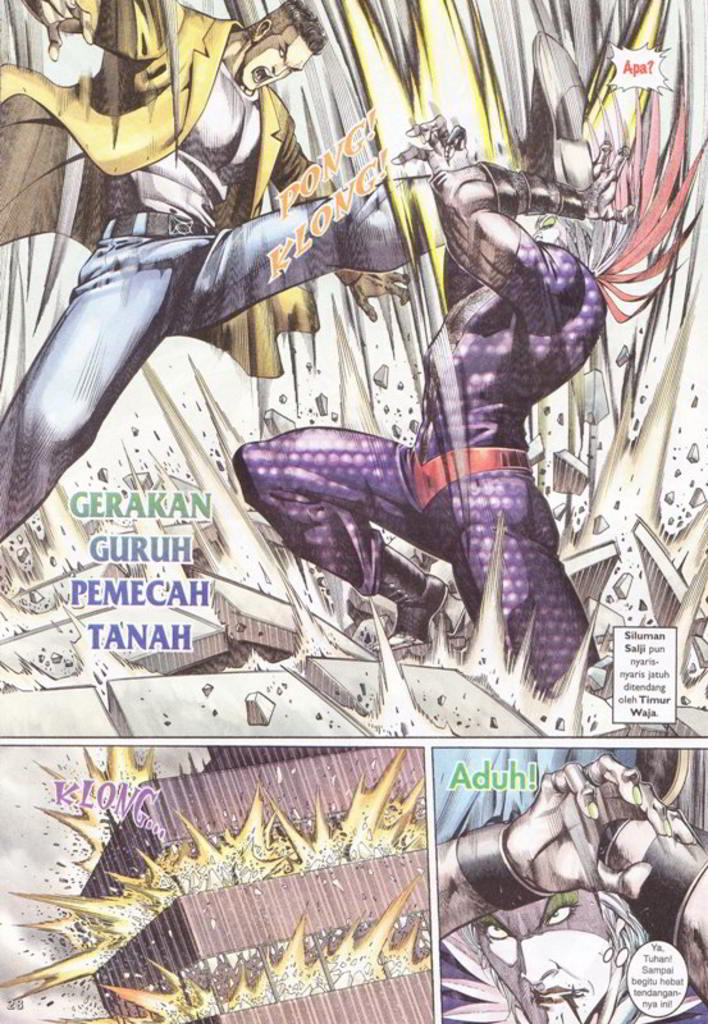 Apa?
PONG!
KLONG!
GERAKAN
GURUH
PEMECAH
TANAH
Siluman
Salji pun
nyaris-
nyaris jatuh
ditendang
oleh Timur
Waja.
KLONG...
Aduh!
Ya,
Tuhan!
Sampai
begitu hebat
tendangan-
nya ini!
28